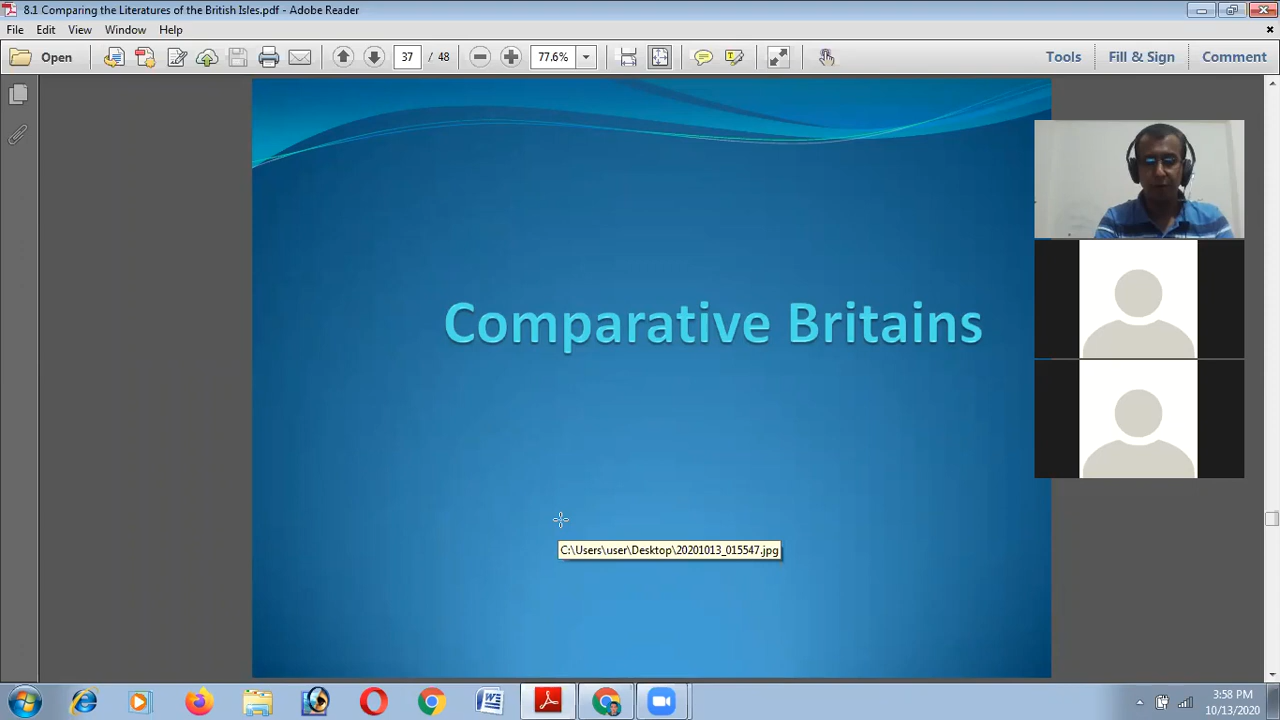 8.1 Comparing the Literatures of the British Isles.pdf - Adobe Reader
File Edit View Window Help
Open 37 / 48 77.6% Tools Fill & Sign Comment
Comparative Britains
C:\Users\user\Desktop\20201013_015547.jpg
3:58 PM
10/13/2020